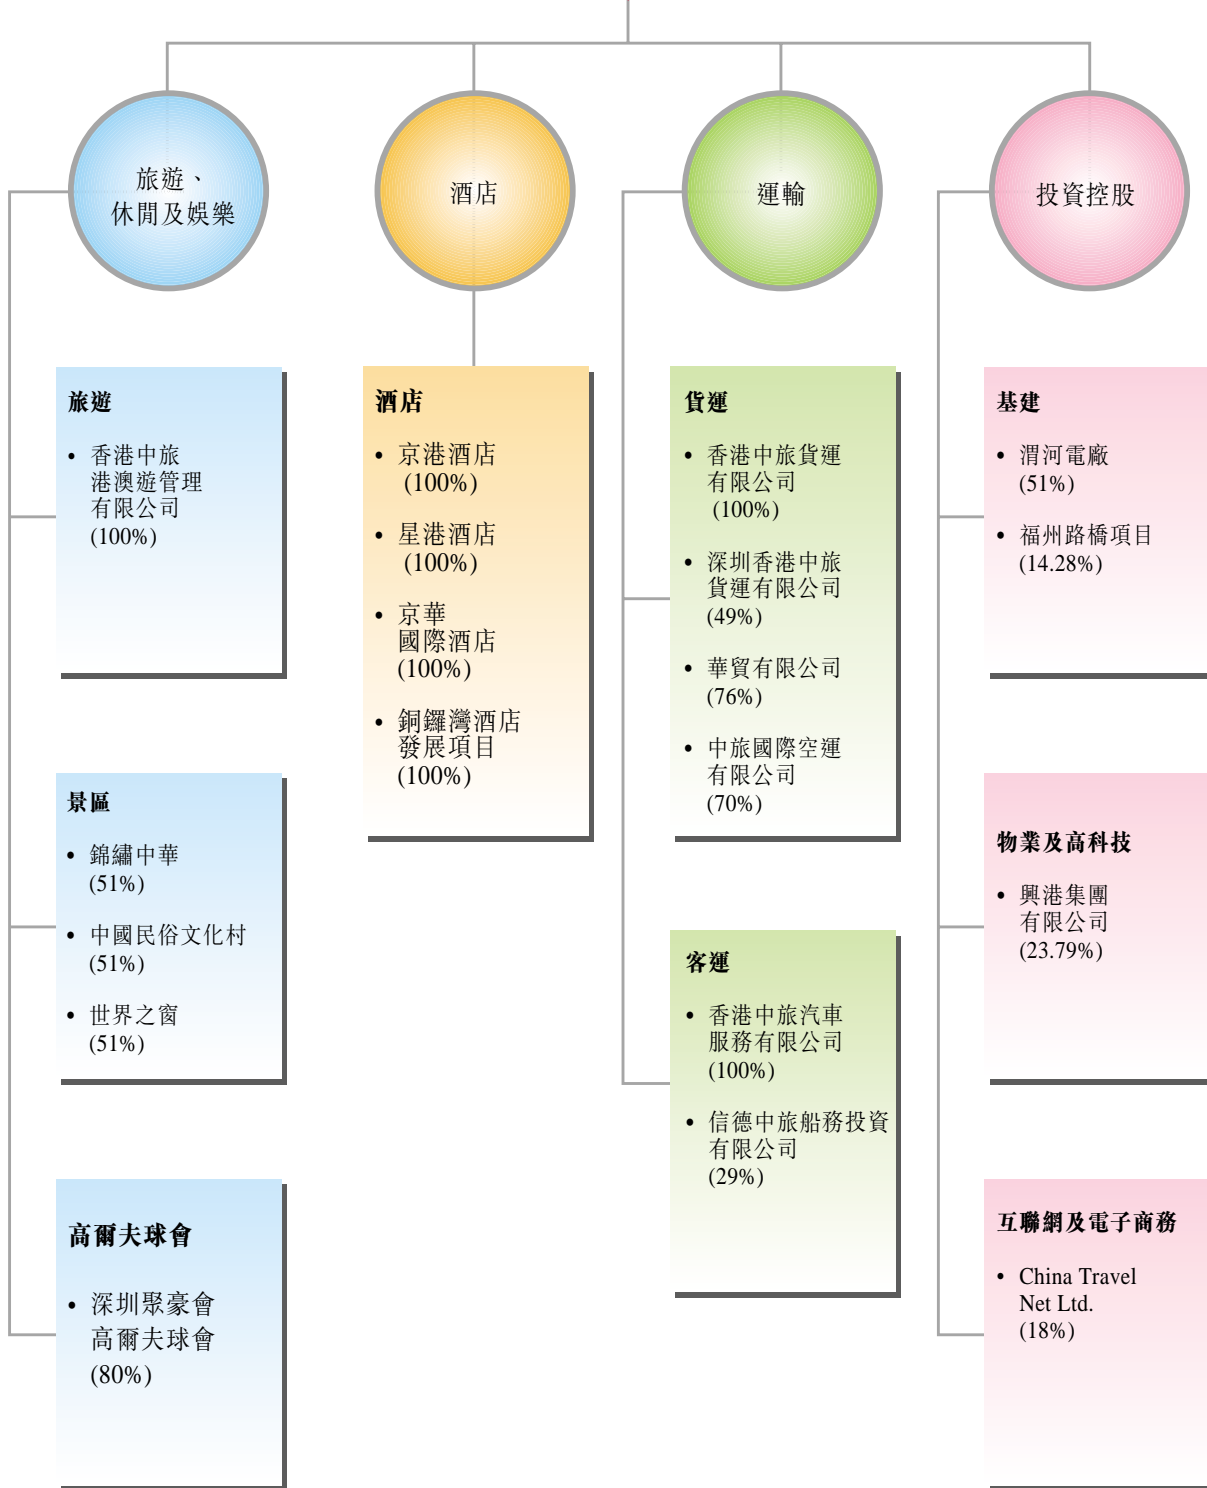 旅遊、
休閒及娛樂
酒店
運輸
投資控股
旅遊
• 香港中旅
港澳遊管理
有限公司
(100%)
景區
• 錦繡中華
(51%)
• 中國民俗文化村
(51%)
• 世界之窗
(51%)
高爾夫球會
• 深圳聚豪會
高爾夫球會
(80%)
酒店
• 京港酒店
(100%)
• 星港酒店
(100%)
• 京華
國際酒店
(100%)
• 銅鑼灣酒店
發展項目
(100%)
貨運
• 香港中旅貨運
有限公司
(100%)
• 深圳香港中旅
貨運有限公司
(49%)
• 華貿有限公司
(76%)
• 中旅國際空運
有限公司
(70%)
客運
• 香港中旅汽車
服務有限公司
(100%)
• 信德中旅船務投資
有限公司
(29%)
基建
• 渭河電廠
(51%)
• 福州路橋項目
(14.28%)
物業及高科技
• 興港集團
有限公司
(23.79%)
互聯網及電子商務
• China Travel
Net Ltd.
(18%)